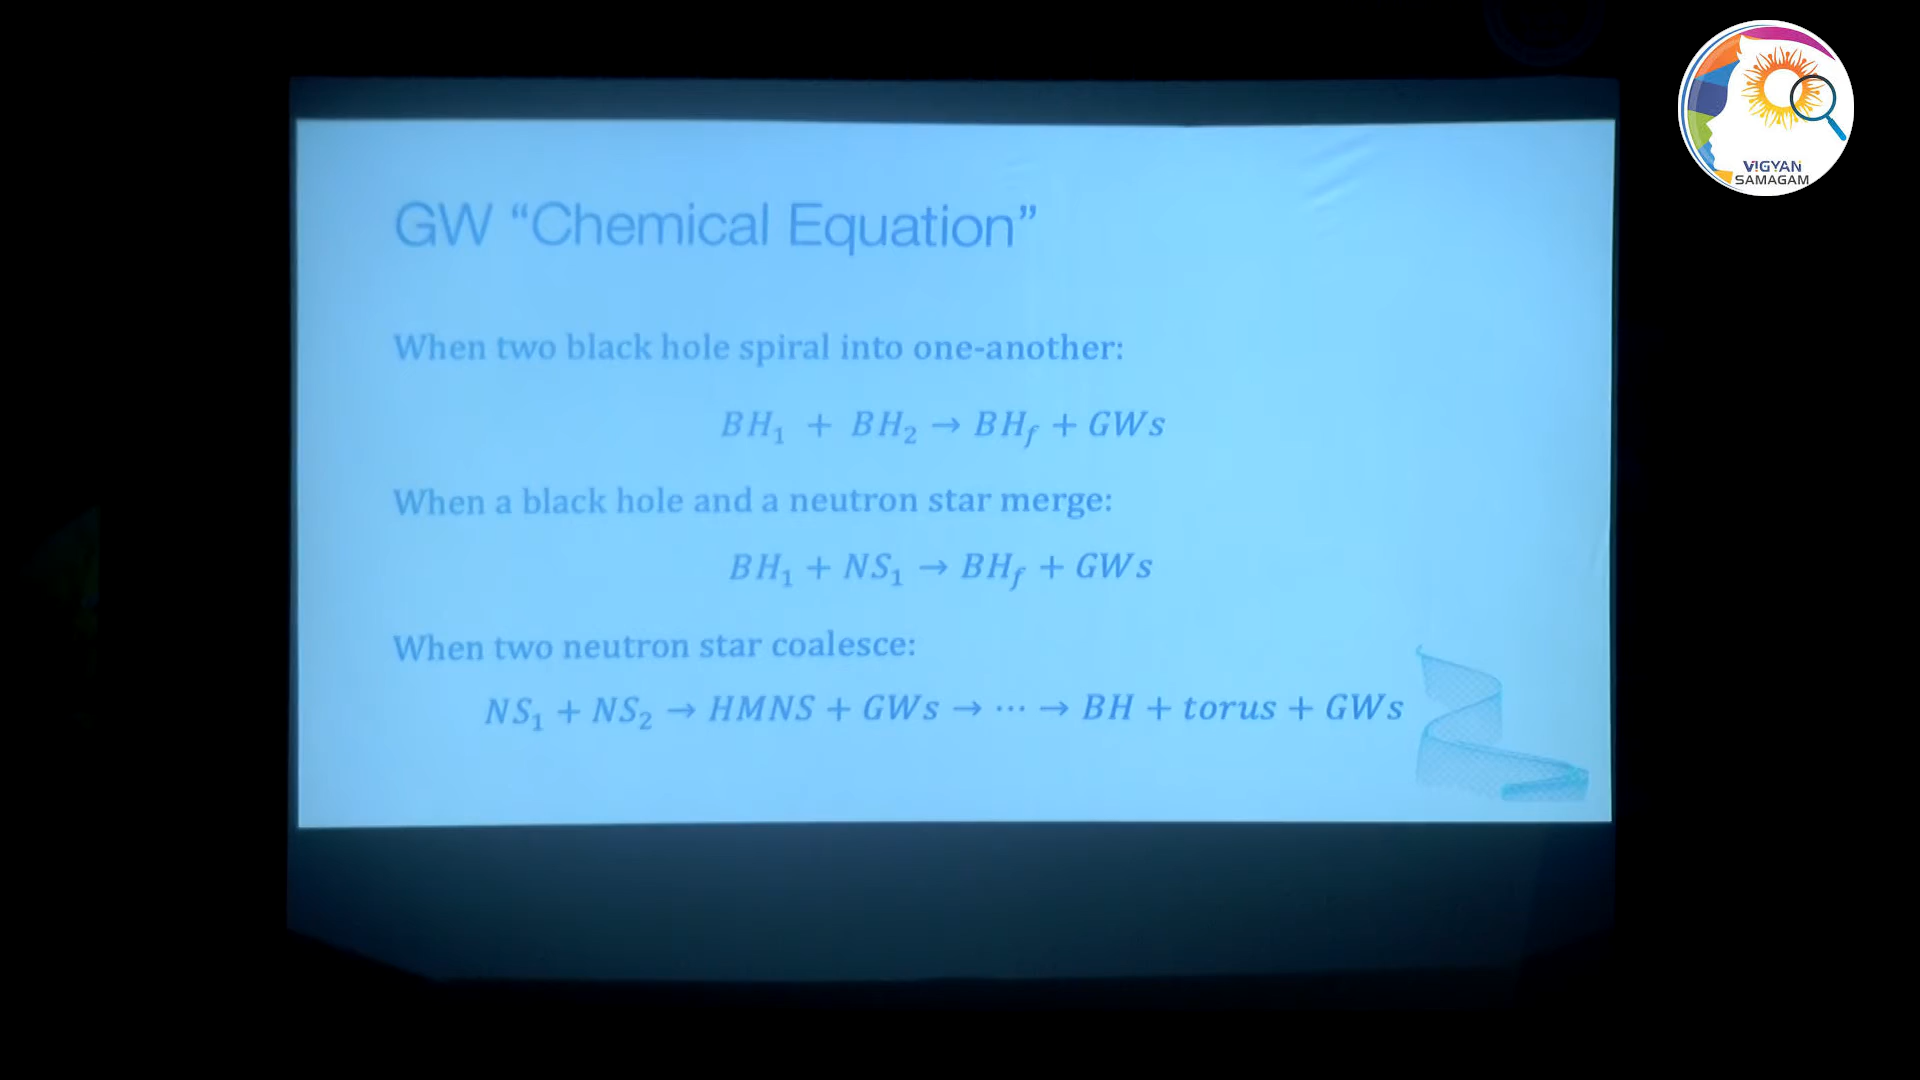 VIGYAN
SAMAGAM
GW “Chemical Equation”
When two black hole spiral into one-another:
BH₁ + BH₂ → BH_f + GWs
When a black hole and a neutron star merge:
BH₁ + NS₁ → BH_f + GWs
When two neutron star coalesce:
NS₁ + NS₂ → HMNS + GWs → ⋯ → BH + torus + GWs